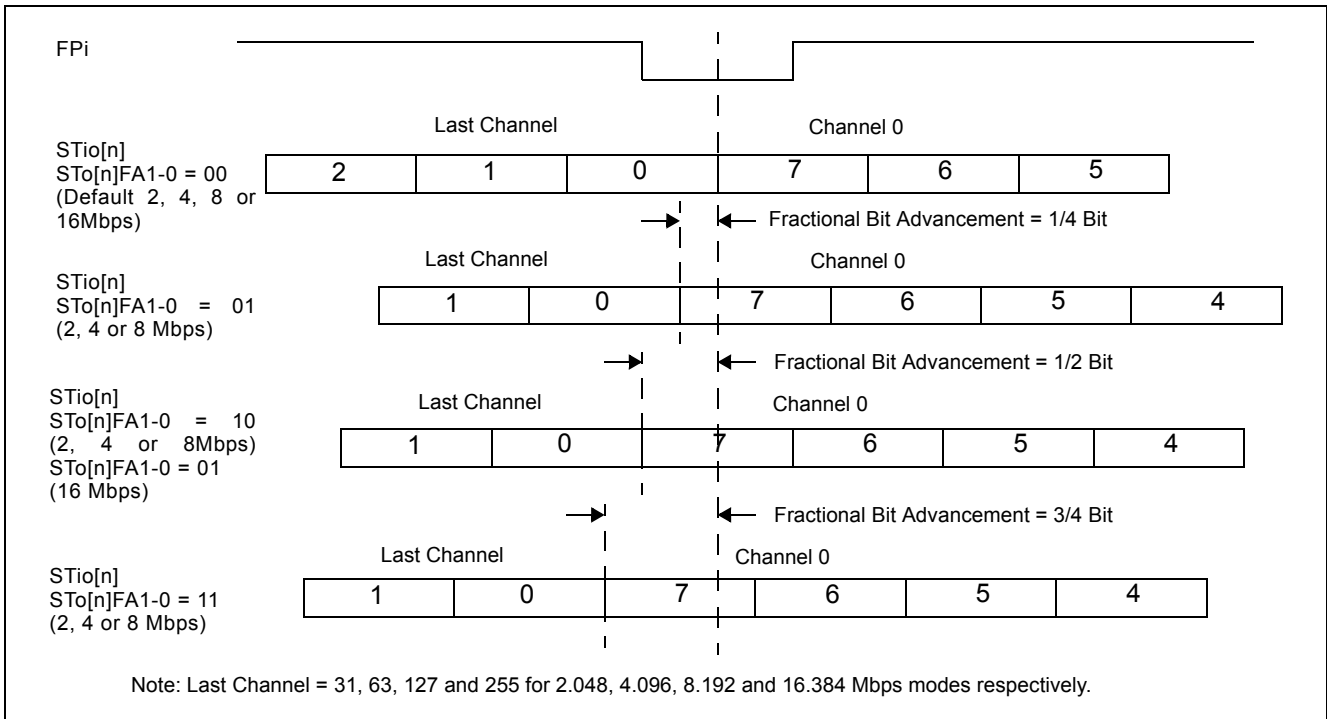 FPi
Last Channel
Channel 0
STio[n]
STo[n]FA1-0 = 00
(Default 2, 4, 8 or
16Mbps)
2 1 0 7 6 5
Fractional Bit Advancement = 1/4 Bit
Last Channel
Channel 0
STio[n]
STo[n]FA1-0 = 01
(2, 4 or 8 Mbps)
1 0 7 6 5 4
Fractional Bit Advancement = 1/2 Bit
Last Channel
Channel 0
STio[n]
STo[n]FA1-0 = 10
(2, 4 or 8Mbps)
STo[n]FA1-0 = 01
(16 Mbps)
1 0 7 6 5 4
Fractional Bit Advancement = 3/4 Bit
Last Channel
Channel 0
STio[n]
STo[n]FA1-0 = 11
(2, 4 or 8 Mbps)
1 0 7 6 5 4
Note: Last Channel = 31, 63, 127 and 255 for 2.048, 4.096, 8.192 and 16.384 Mbps modes respectively.